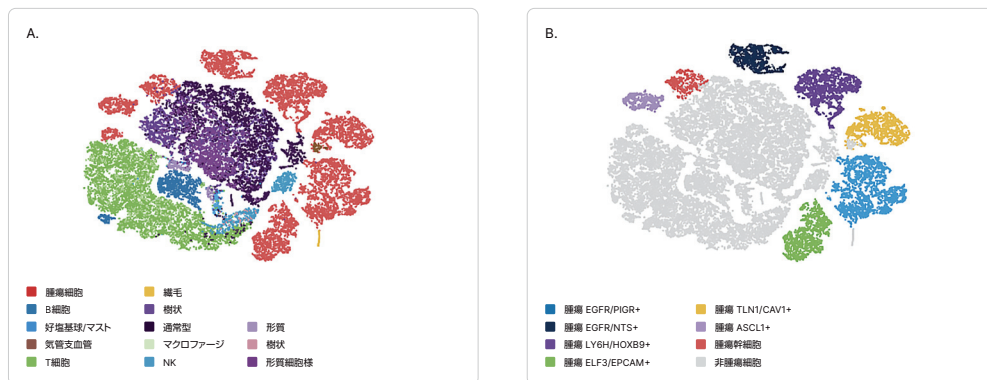 A.
腫瘍細胞
B細胞
好塩基球/マスト
気管支血管
T細胞
繊毛
樹状
通常型
マクロファージ
NK
形質
樹状
形質細胞様
B.
腫瘍 EGFR/PIGR+
腫瘍 EGFR/NTS+
腫瘍 LY6H/HOXB9+
腫瘍 ELF3/EPCAM+
腫瘍 TLN1/CAV1+
腫瘍 ASCL1+
腫瘍幹細胞
非腫瘍細胞